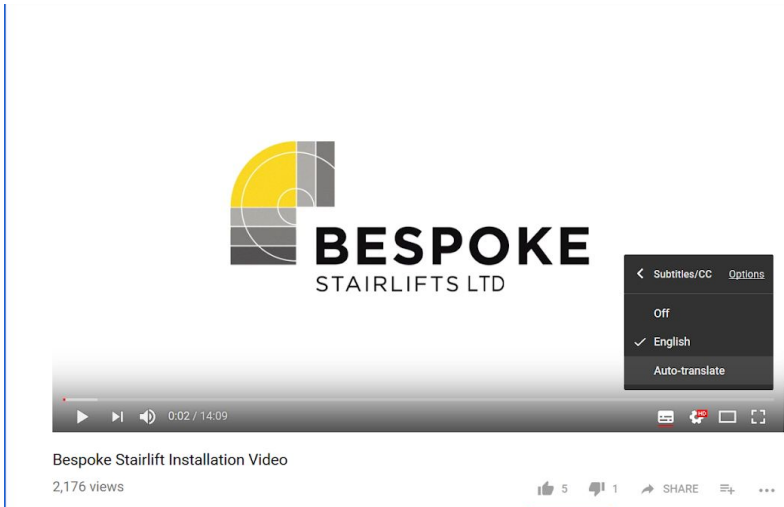 BESPOKE
STAIRLIFTS LTD
Subtitles/CC Options
Off
English
Auto-translate
0:02 / 14:09
HD
Bespoke Stairlift Installation Video
2,176 views
5 1 SHARE